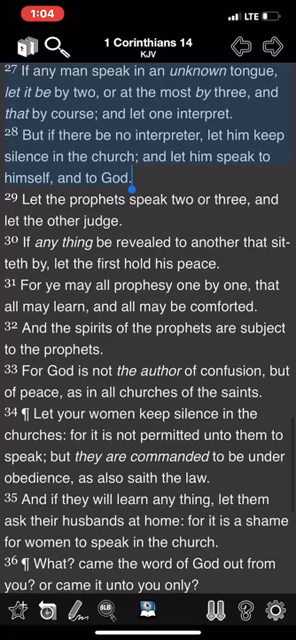 1:04
LTE
1 Corinthians 14
KJV
27 If any man speak in an unknown tongue,
let it be by two, or at the most by three, and
that by course; and let one interpret.
28 But if there be no interpreter, let him keep
silence in the church; and let him speak to
himself, and to God.
29 Let the prophets speak two or three, and
let the other judge.
30 If any thing be revealed to another that sit-
teth by, let the first hold his peace.
31 For ye may all prophesy one by one, that
all may learn, and all may be comforted.
32 And the spirits of the prophets are subject
to the prophets.
33 For God is not the author of confusion, but
of peace, as in all churches of the saints.
34 ¶ Let your women keep silence in the
churches: for it is not permitted unto them to
speak; but they are commanded to be under
obedience, as also saith the law.
35 And if they will learn any thing, let them
ask their husbands at home: for it is a shame
for women to speak in the church.
36 ¶ What? came the word of God out from
you? or came it unto you only?
SLB